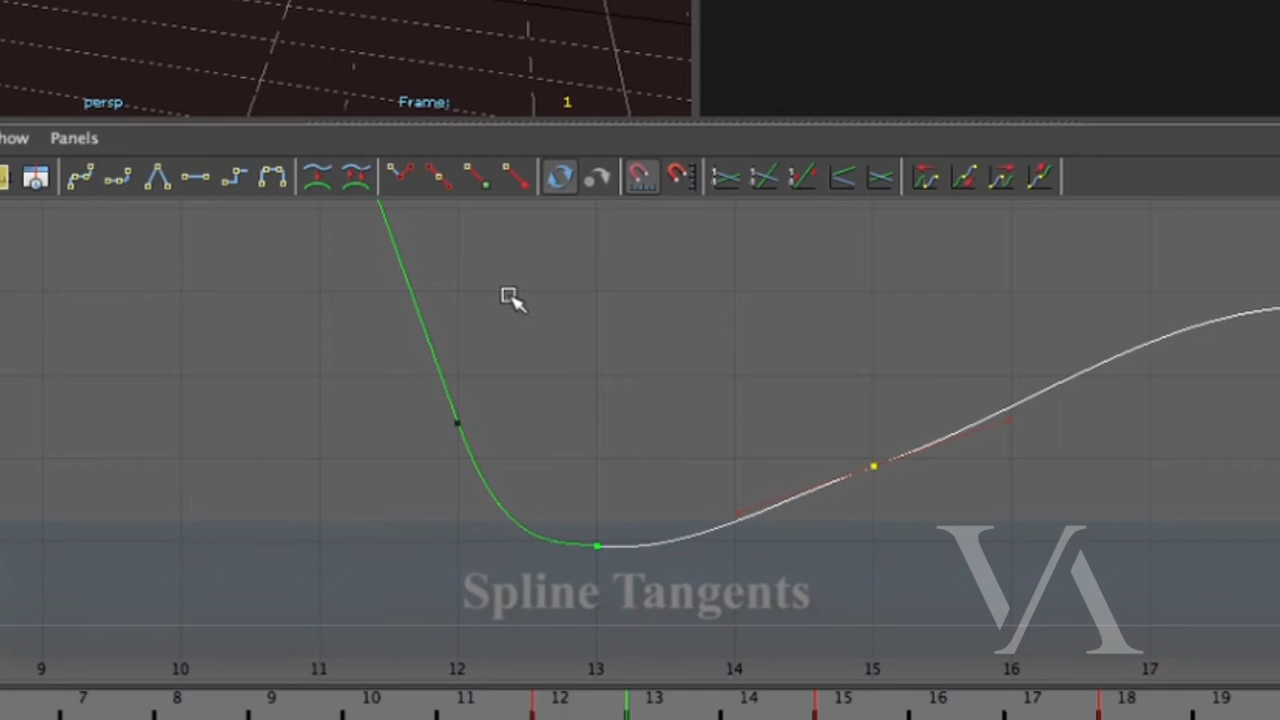 persp
Frame: 1
how Panels
Spline Tangents
VA
9 10 11 12 13 14 15 16 17
7 8 9 10 11 12 13 14 15 16 17 18 19